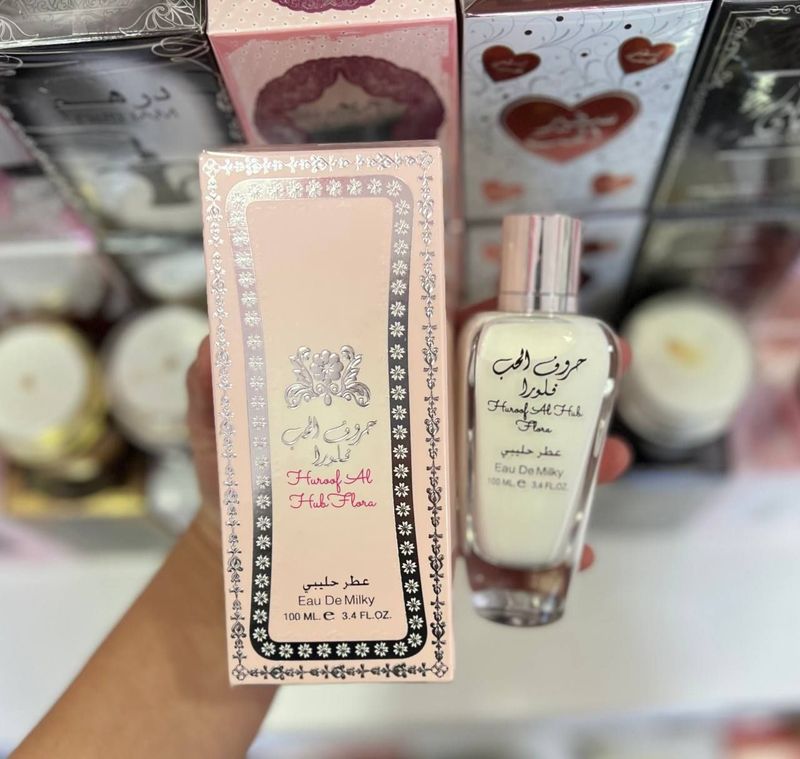 درهم
حروف الحب
فلورا
Huroof Al
Hub Flora
عطر حليبي
Eau De Milky
100 ML. e 3.4 FL.OZ.
حروف الحب
فلورا
Huroof Al Hub
Flora
عطر حليبي
Eau De Milky
100 ML. e 3.4 FL.OZ.